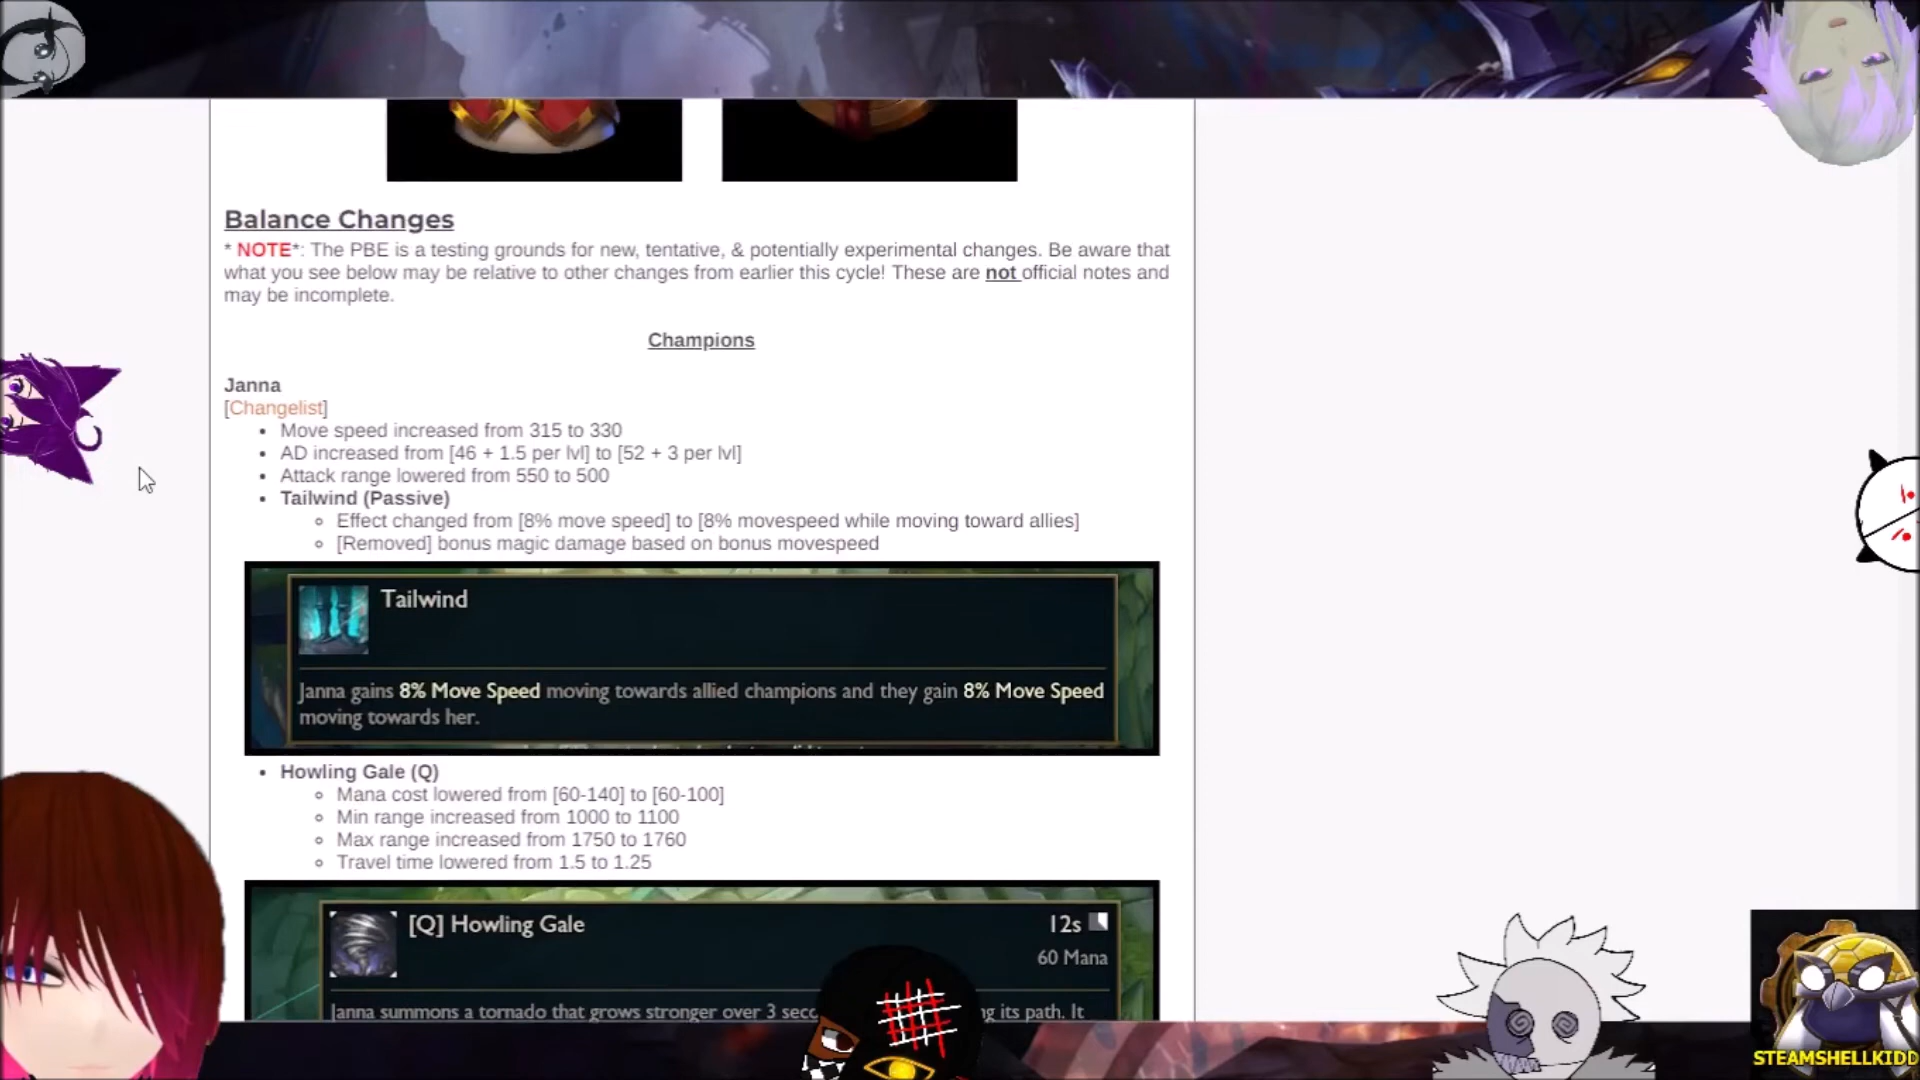 Balance Changes
* NOTE*: The PBE is a testing grounds for new, tentative, & potentially experimental changes. Be aware that
what you see below may be relative to other changes from earlier this cycle! These are not official notes and
may be incomplete.
Champions
Janna
[Changelist]
• Move speed increased from 315 to 330
• AD increased from [46 + 1.5 per lvl] to [52 + 3 per lvl]
• Attack range lowered from 550 to 500
• Tailwind (Passive)
◦ Effect changed from [8% move speed] to [8% movespeed while moving toward allies]
◦ [Removed] bonus magic damage based on bonus movespeed
Tailwind
Janna gains 8% Move Speed moving towards allied champions and they gain 8% Move Speed
moving towards her.
• Howling Gale (Q)
◦ Mana cost lowered from [60-140] to [60-100]
◦ Min range increased from 1000 to 1100
◦ Max range increased from 1750 to 1760
◦ Travel time lowered from 1.5 to 1.25
[Q] Howling Gale
12s
60 Mana
Janna summons a tornado that grows stronger over 3 its path. It
STEAMSHELLKIDD